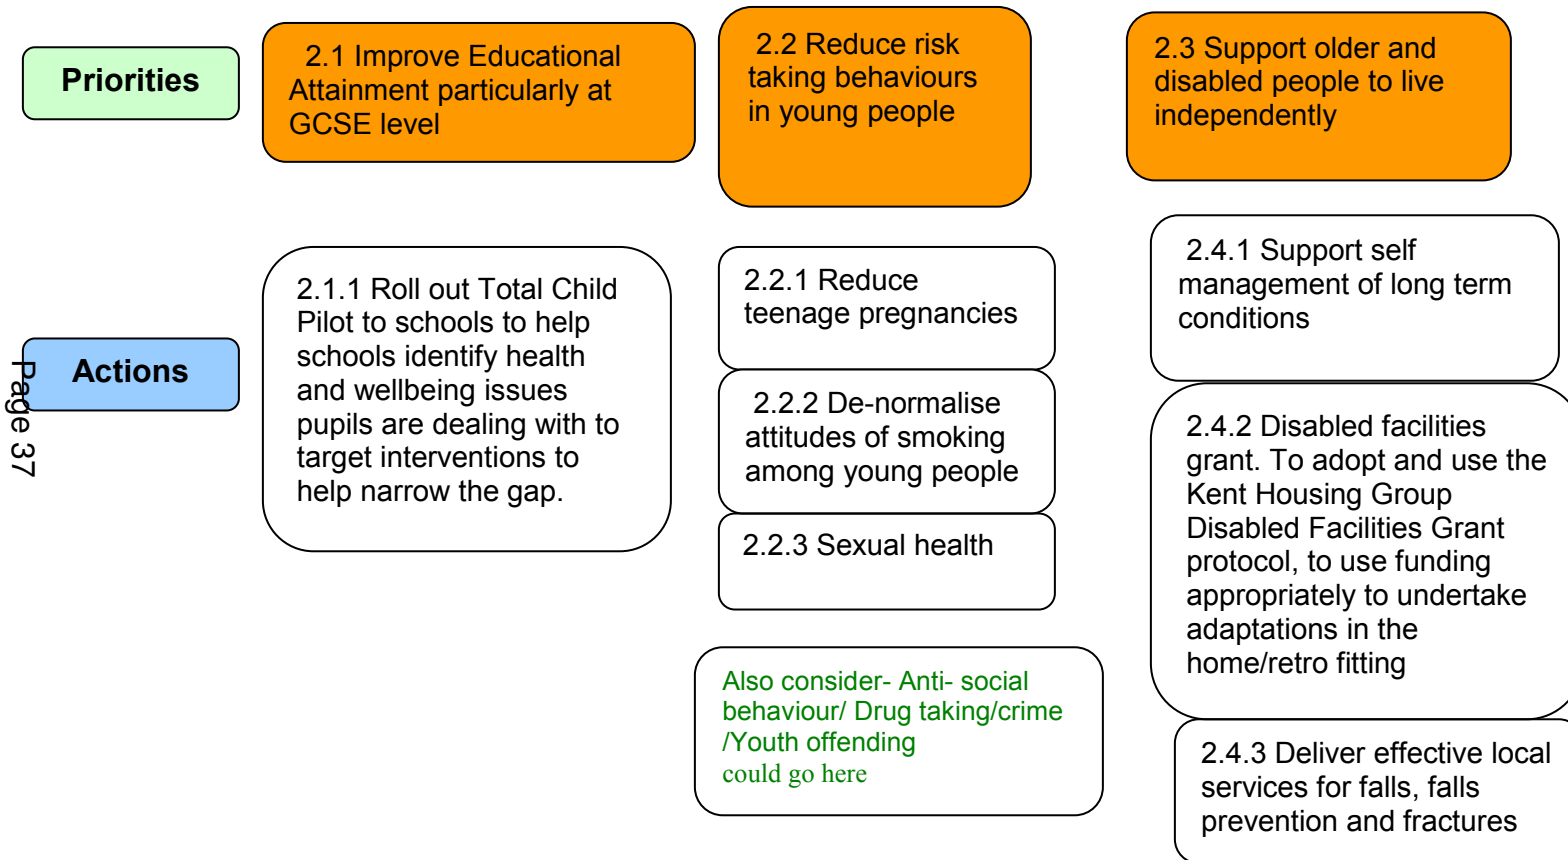 Priorities
2.1 Improve Educational
Attainment particularly at
GCSE level
2.2 Reduce risk
taking behaviours
in young people
2.3 Support older and
disabled people to live
independently
Actions
Page 37
2.1.1 Roll out Total Child
Pilot to schools to help
schools identify health
and wellbeing issues
pupils are dealing with to
target interventions to
help narrow the gap.
2.2.1 Reduce
teenage pregnancies
2.2.2 De-normalise
attitudes of smoking
among young people
2.2.3 Sexual health
Also consider- Anti- social
behaviour/ Drug taking/crime
/Youth offending
could go here
2.4.1 Support self
management of long term
conditions
2.4.2 Disabled facilities
grant. To adopt and use the
Kent Housing Group
Disabled Facilities Grant
protocol, to use funding
appropriately to undertake
adaptations in the
home/retro fitting
2.4.3 Deliver effective local
services for falls, falls
prevention and fractures